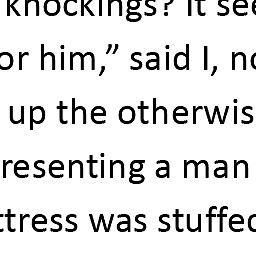 knockings? It see
or him,” said I, no
up the otherwis
resenting a man
ttress was stuffed